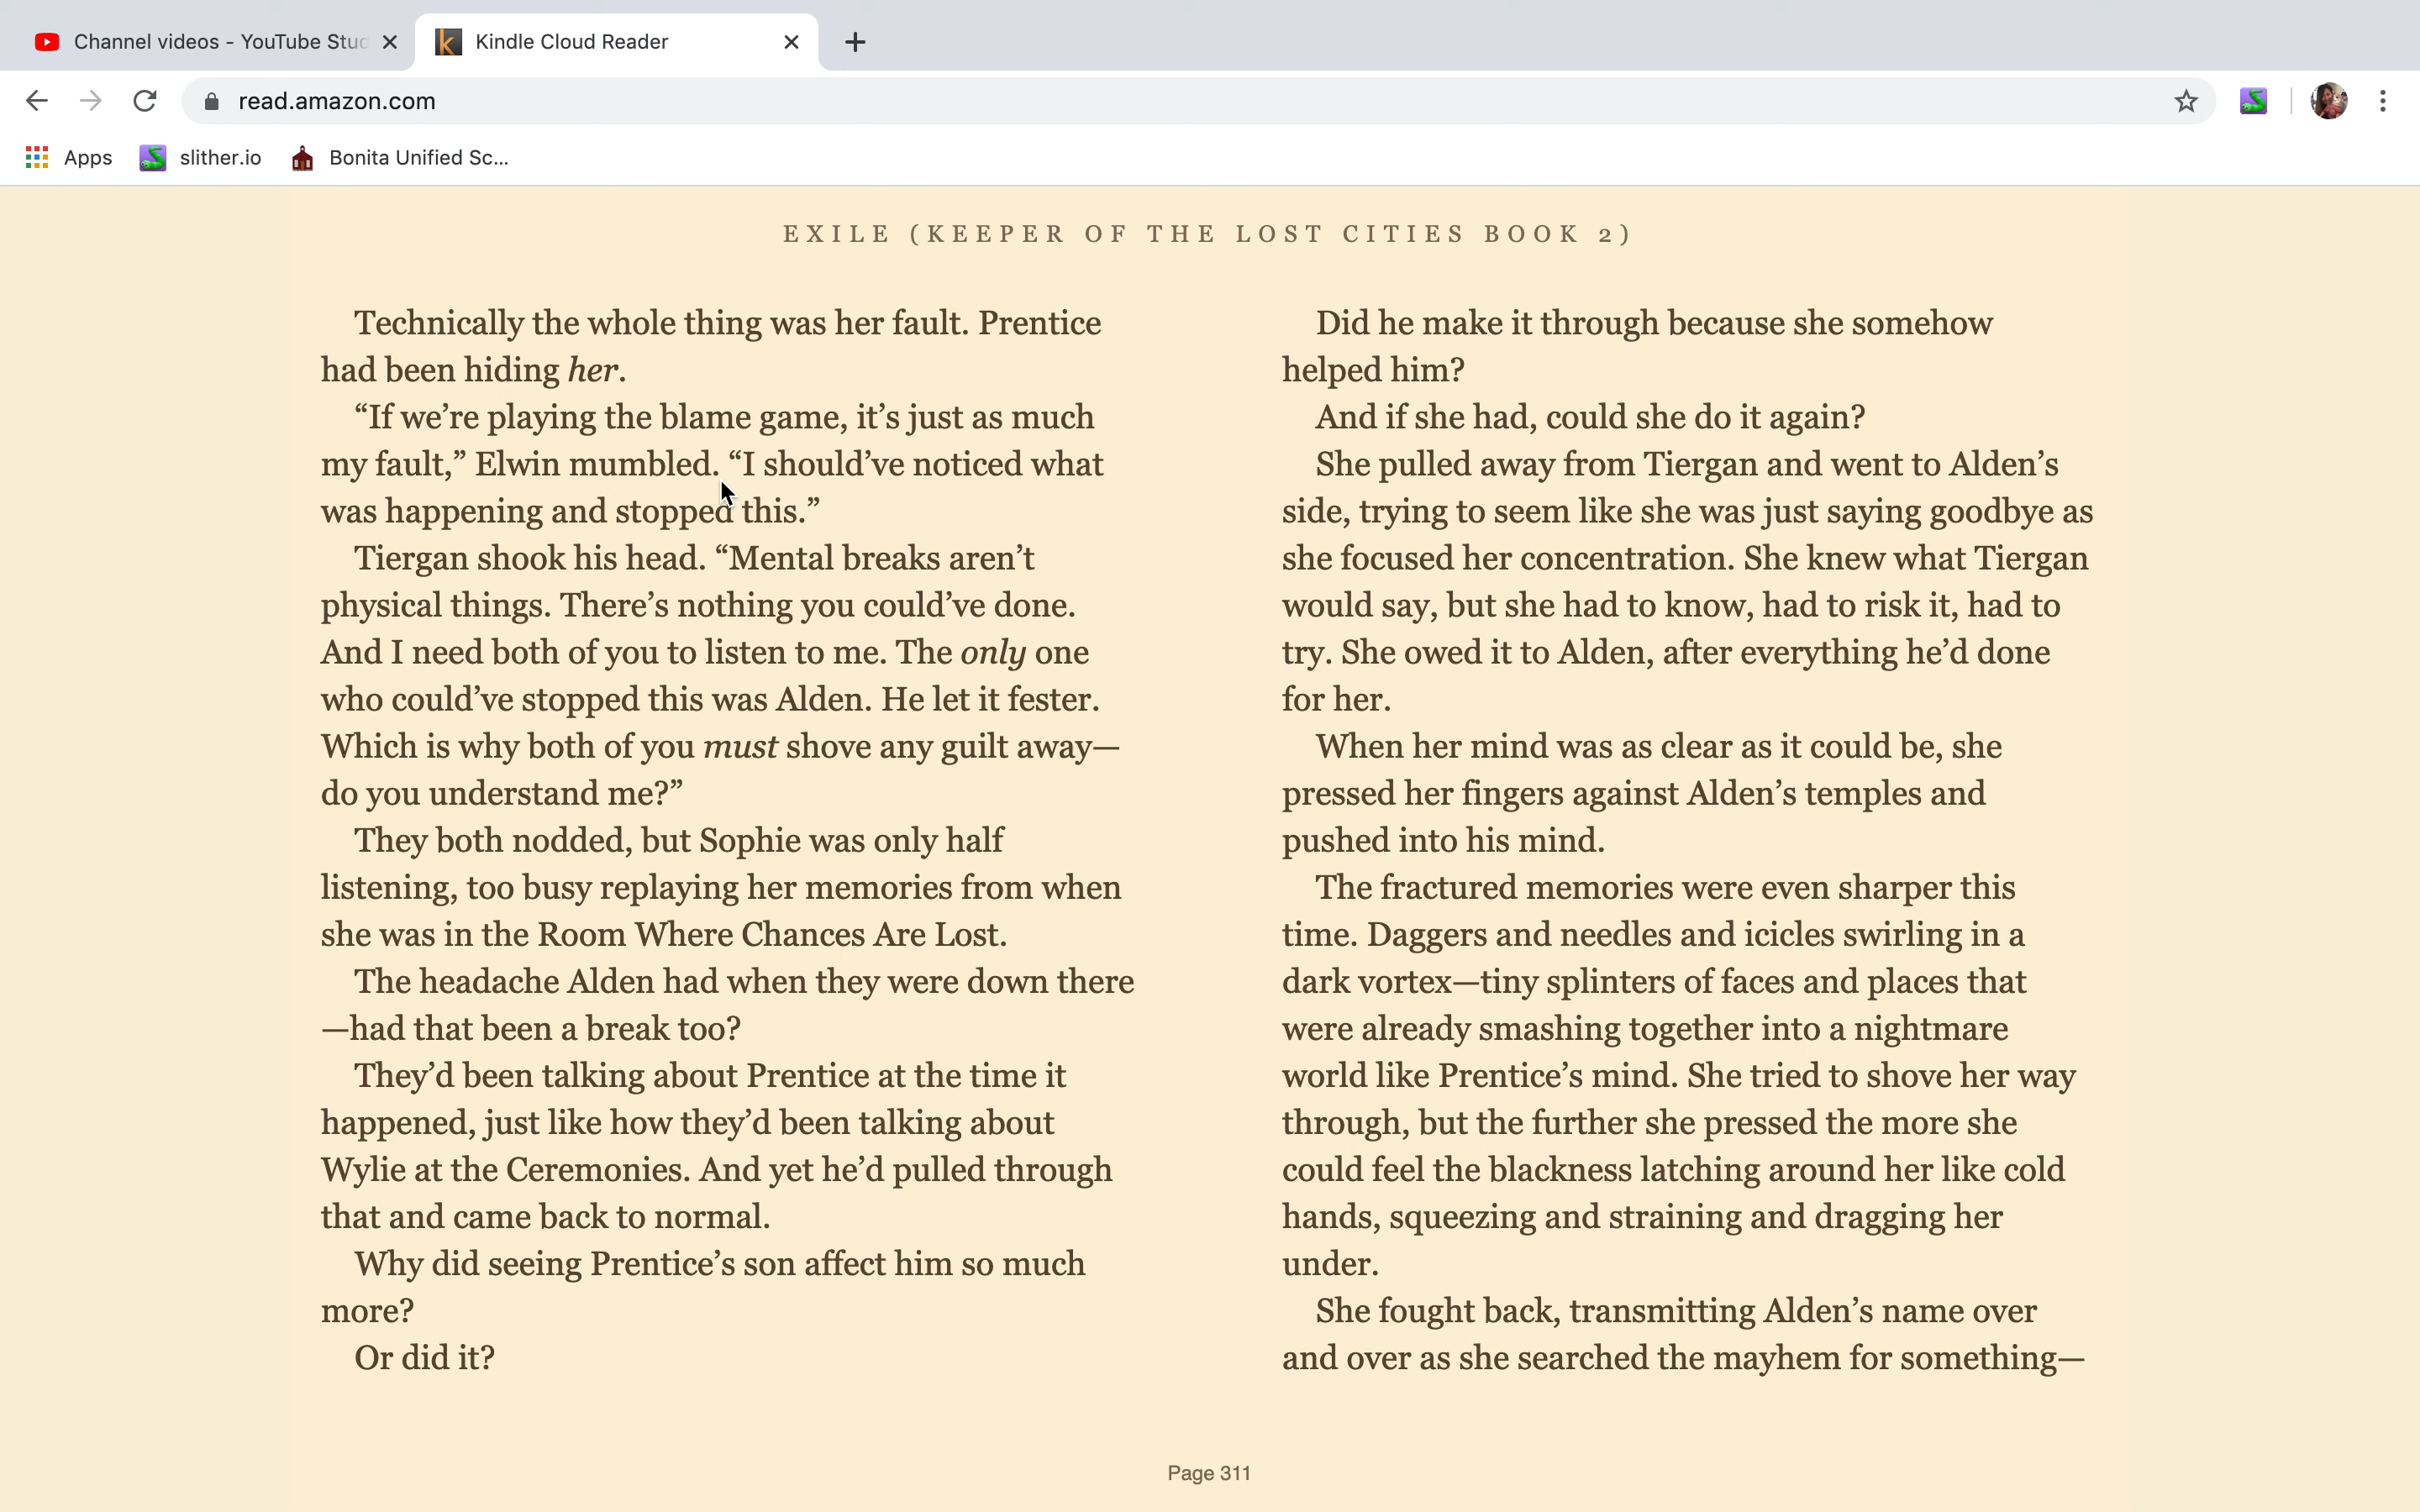 Channel videos - YouTube Stud
Kindle Cloud Reader
read.amazon.com
Apps
slither.io
Bonita Unified Sc...
EXILE (KEEPER OF THE LOST CITIES BOOK 2)
Technically the whole thing was her fault. Prentice
had been hiding her.
“If we’re playing the blame game, it’s just as much
my fault,” Elwin mumbled. “I should’ve noticed what
was happening and stopped this.”
Tiergan shook his head. “Mental breaks aren’t
physical things. There’s nothing you could’ve done.
And I need both of you to listen to me. The only one
who could’ve stopped this was Alden. He let it fester.
Which is why both of you must shove any guilt away—
do you understand me?”
They both nodded, but Sophie was only half
listening, too busy replaying her memories from when
she was in the Room Where Chances Are Lost.
The headache Alden had when they were down there
—had that been a break too?
They’d been talking about Prentice at the time it
happened, just like how they’d been talking about
Wylie at the Ceremonies. And yet he’d pulled through
that and came back to normal.
Why did seeing Prentice’s son affect him so much
more?
Or did it?
Did he make it through because she somehow
helped him?
And if she had, could she do it again?
She pulled away from Tiergan and went to Alden’s
side, trying to seem like she was just saying goodbye as
she focused her concentration. She knew what Tiergan
would say, but she had to know, had to risk it, had to
try. She owed it to Alden, after everything he’d done
for her.
When her mind was as clear as it could be, she
pressed her fingers against Alden’s temples and
pushed into his mind.
The fractured memories were even sharper this
time. Daggers and needles and icicles swirling in a
dark vortex—tiny splinters of faces and places that
were already smashing together into a nightmare
world like Prentice’s mind. She tried to shove her way
through, but the further she pressed the more she
could feel the blackness latching around her like cold
hands, squeezing and straining and dragging her
under.
She fought back, transmitting Alden’s name over
and over as she searched the mayhem for something—
Page 311